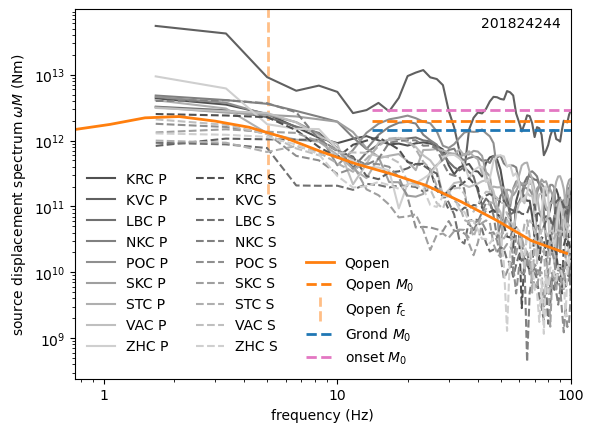 201824244
source displacement spectrum ωM (Nm)
10¹³
10¹²
10¹¹
10¹⁰
10⁹
KRC P
KVC P
LBC P
NKC P
POC P
SKC P
STC P
VAC P
ZHC P
KRC S
KVC S
LBC S
NKC S
POC S
SKC S
STC S
VAC S
ZHC S
Qopen
Qopen M₀
Qopen f_c
Grond M₀
onset M₀
1
10
100
frequency (Hz)